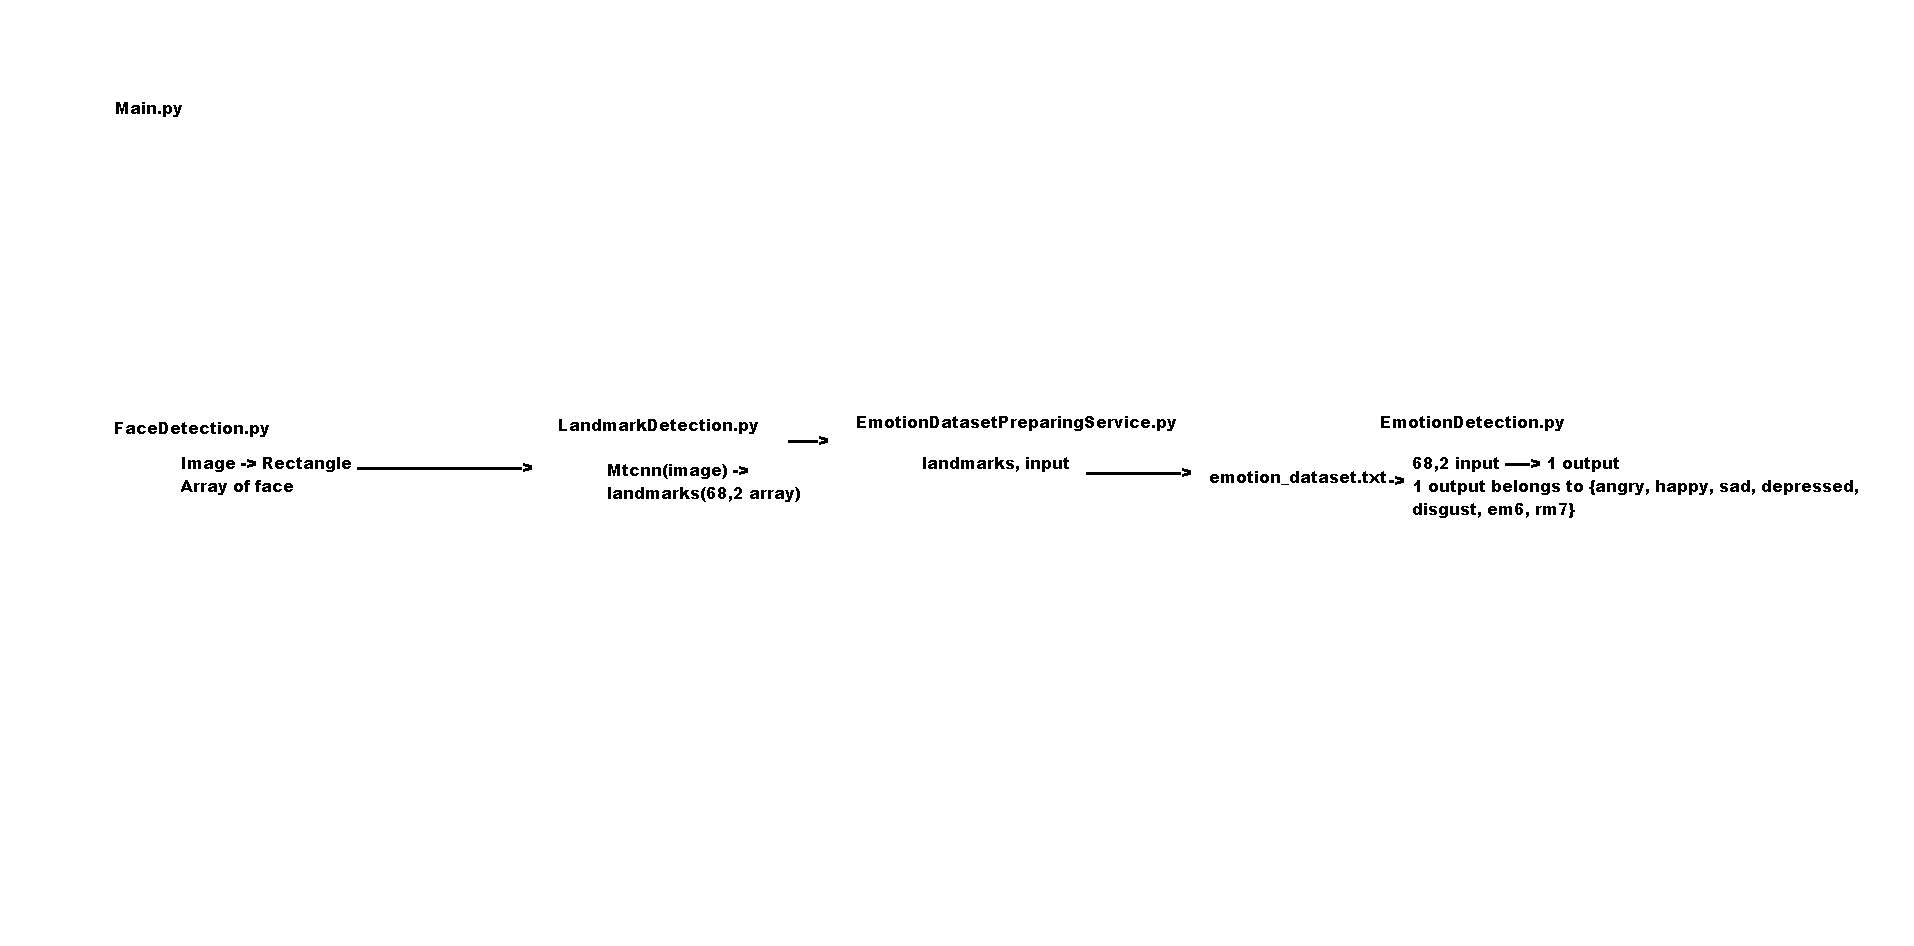 Main.py
FaceDetection.py
Image -> Rectangle
Array of face
LandmarkDetection.py
Mtcnn(image) ->
landmarks(68,2 array)
EmotionDatasetPreparingService.py
landmarks, input
emotion_dataset.txt
EmotionDetection.py
68,2 input ---> 1 output
1 output belongs to {angry, happy, sad, depressed,
disgust, em6, rm7}